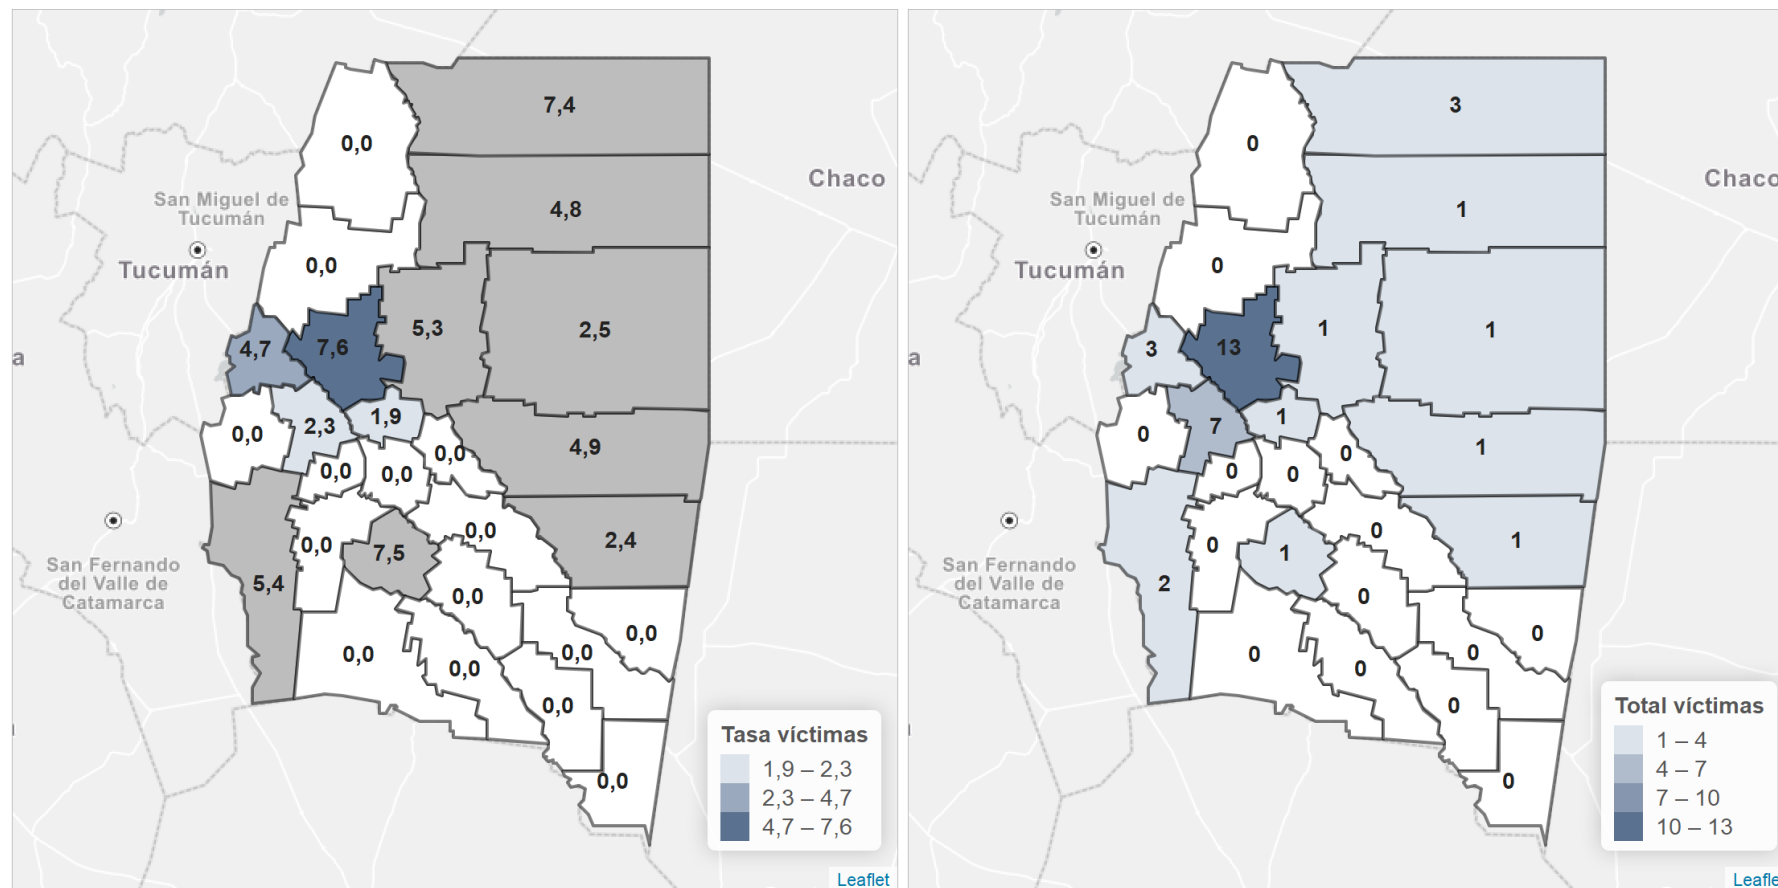 7,4
0,0
Chaco
San Miguel de
Tucumán
4,8
Tucumán
0,0
5,3
2,5
4,7
7,6
a
2,3
1,9
0,0
4,9
0,0
0,0
0,0
0,0
0,0
7,5
2,4
San Fernando
del Valle de
Catamarca
5,4
0,0
0,0
0,0
0,0
0,0
0,0
0,0
Tasa víctimas
1,9 – 2,3
2,3 – 4,7
4,7 – 7,6
Leaflet
3
0
Chaco
San Miguel de
Tucumán
1
Tucumán
0
1
1
3
13
a
7
1
0
1
0
0
0
0
0
1
1
San Fernando
del Valle de
Catamarca
2
0
0
0
0
0
0
0
Total víctimas
1 – 4
4 – 7
7 – 10
10 – 13
Leafle